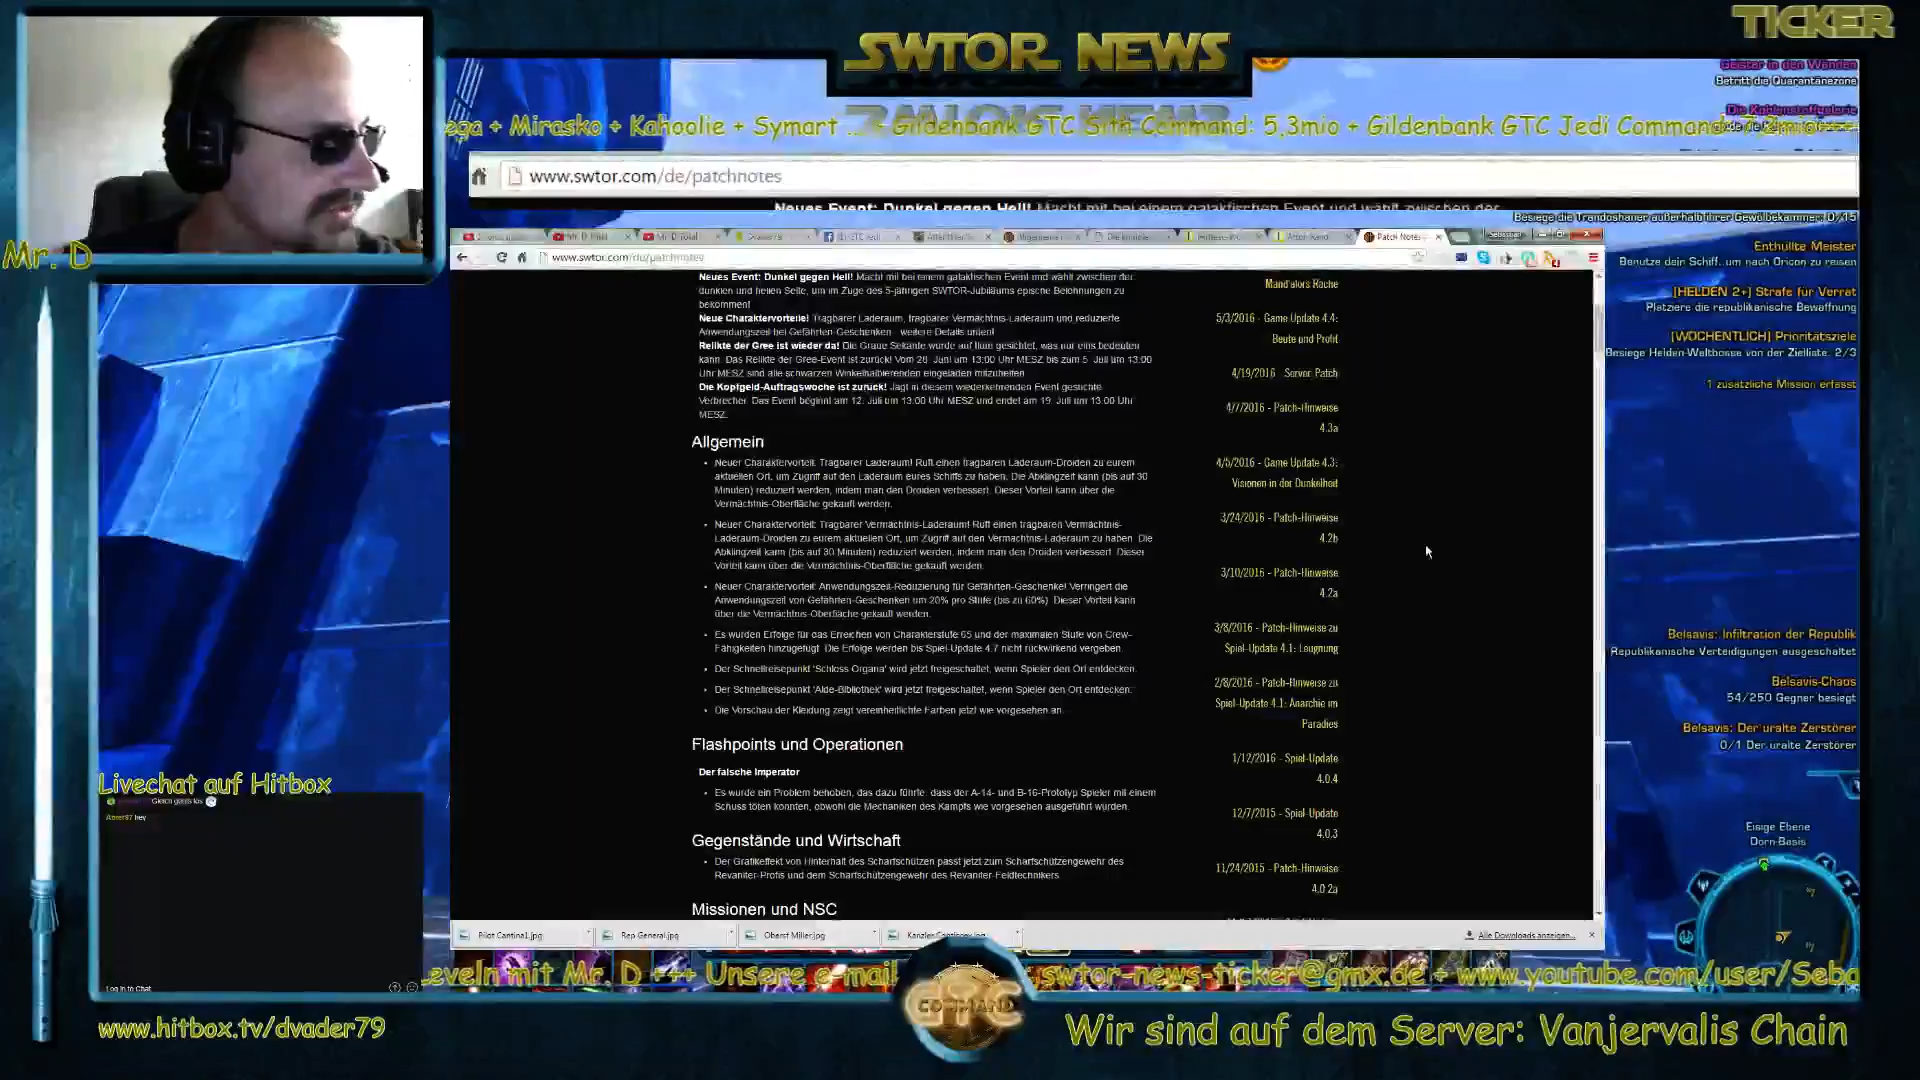 TICKER
SWTOR NEWS
Geister in den Wänden
Betritt die Quarantänezone
ega + Mirasko + Kahoolie + Symart ... + Gildenbank GTC Sith Command: 5,3mio + Gildenbank GTC Jedi Command:
www.swtor.com/de/patchnotes
Neues Event: Dunkel gegen Hell! Macht mit bei einem galaktischen Event und wählt zwischen der
Besiege die Trandoshaner außerhalb ihrer Gewölbekammer: 0/15
Mr. D
Enthüllte Meister
Benutze dein Schiff, um nach Oricon zu reisen
[HELDEN 2+] Strafe für Verrat
Platziere die republikanische Bewaffnung
[WÖCHENTLICH] Prioritätsziele
Besiege Helden-Weltbosse von der Zielliste: 2/3
1 zusätzliche Mission erfasst
www.swtor.com/de/patchnotes
Neues Event: Dunkel gegen Hell! Macht mit bei einem galaktischen Event und wählt zwischen der
dunklen und hellen Seite, um im Zuge des 5-jährigen SWTOR-Jubiläums epische Belohnungen zu
bekommen!
Neue Charaktervorteile! Tragbarer Laderaum, tragbarer Vermächtnis-Laderaum und reduzierte
Anwendungszeit bei Gefährten-Geschenken - weitere Details unten!
Relikte der Gree ist wieder da! Die Graue Sekante wurde auf Ilum gesichtet, was nur eins bedeuten
kann. Das Relikte der Gree-Event ist zurück! Vom 28. Juni um 13:00 Uhr MESZ bis zum 5. Juli um 13:00
Uhr MESZ sind alle schwarzen Winkelhalbierenden eingeladen mitzuhelfen.
Die Kopfgeld-Auftragswoche ist zurück! Jagt in diesem wiederkehrenden Event gesuchte
Verbrecher. Das Event beginnt am 12. Juli um 13:00 Uhr MESZ und endet am 19. Juli um 13:00 Uhr
MESZ.
Allgemein
Neuer Charaktervorteil: Tragbarer Laderaum! Ruft einen tragbaren Laderaum-Droiden zu eurem
aktuellen Ort, um Zugriff auf den Laderaum eures Schiffs zu haben. Die Abklingzeit kann (bis auf 30
Minuten) reduziert werden, indem man den Droiden verbessert. Dieser Vorteil kann über die
Vermächtnis-Oberfläche gekauft werden.
Neuer Charaktervorteil: Tragbarer Vermächtnis-Laderaum! Ruft einen tragbaren Vermächtnis-
Laderaum-Droiden zu eurem aktuellen Ort, um Zugriff auf den Vermächtnis-Laderaum zu haben. Die
Abklingzeit kann (bis auf 30 Minuten) reduziert werden, indem man den Droiden verbessert. Dieser
Vorteil kann über die Vermächtnis-Oberfläche gekauft werden.
Neuer Charaktervorteil: Anwendungszeit-Reduzierung für Gefährten-Geschenke! Verringert die
Anwendungszeit von Gefährten-Geschenken um 20% pro Stufe (bis zu 60%). Dieser Vorteil kann
über die Vermächtnis-Oberfläche gekauft werden.
Es wurden Erfolge für das Erreichen von Charakterstufe 65 und der maximalen Stufe von Crew-
Fähigkeiten hinzugefügt. Die Erfolge werden bis Spiel-Update 4.7 nicht rückwirkend vergeben.
Der Schnellreisepunkt 'Schloss Organa' wird jetzt freigeschaltet, wenn Spieler den Ort entdecken.
Der Schnellreisepunkt 'Alde-Bibliothek' wird jetzt freigeschaltet, wenn Spieler den Ort entdecken.
Die Vorschau der Kleidung zeigt vereinheitlichte Farben jetzt wie vorgesehen an.
Flashpoints und Operationen
Der falsche Imperator
Es wurde ein Problem behoben, das dazu führte, dass der A-14- und B-16-Prototyp Spieler mit einem
Schuss töten konnten, obwohl die Mechaniken des Kampfs wie vorgesehen ausgeführt wurden.
Gegenstände und Wirtschaft
Der Grafikeffekt von Hinterhalt des Scharfschützen passt jetzt zum Scharfschützengewehr des
Revaniter-Profis und dem Scharfschützengewehr des Revaniter-Feldtechnikers.
Missionen und NSC
Mandalors Rache
5/3/2016 - Game Update 4.4:
Beute und Profit
4/19/2016 - Server Patch
4/7/2016 - Patch-Hinweise
4.3a
4/5/2016 - Game Update 4.3:
Visionen in der Dunkelheit
3/24/2016 - Patch-Hinweise
4.2b
3/10/2016 - Patch-Hinweise
4.2a
3/8/2016 - Patch-Hinweise zu
Spiel-Update 4.1: Leugnung
2/8/2016 - Patch-Hinweise zu
Spiel-Update 4.1: Anarchie im
Paradies
1/12/2016 - Spiel-Update
4.0.4
12/7/2015 - Spiel-Update
4.0.3
11/24/2015 - Patch-Hinweise
4.0.2a
Belsavis: Infiltration der Republik
Republikanische Verteidigungen ausgeschaltet
Belsavis-Chaos
54/250 Gegner besiegt
Belsavis: Der uralte Zerstörer
0/1 Der uralte Zerstörer
Eisige Ebene
Dorn-Basis
Livechat auf Hitbox
Gleich gehts los
hey
Log in to Chat
Pilot Cantina1.jpg
Rep General.jpg
Oberst Miller.jpg
Alle Downloads anzeigen...
eveln mit Mr. D +++ Unsere e-mail
swtor-news-ticker@gmx.de + www.youtube.com/user/Seba
COMMAND
www.hitbox.tv/dvader79
Wir sind auf dem Server: Vanjervalis Chain